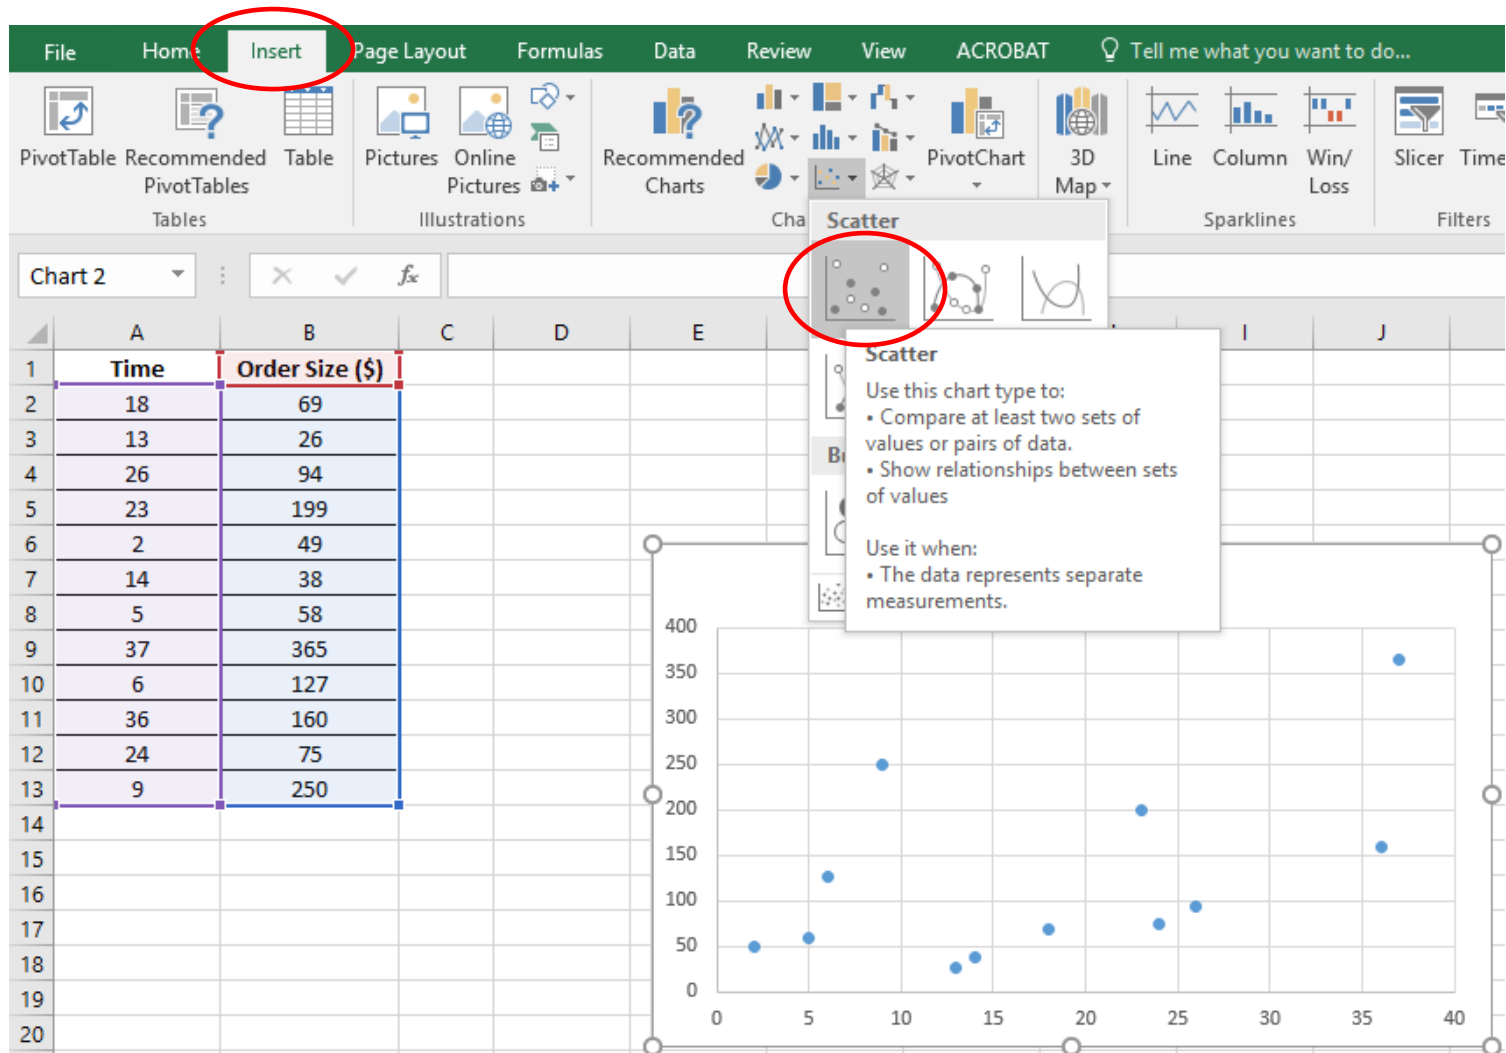 File Home Insert Page Layout Formulas Data Review View ACROBAT Tell me what you want to do...
PivotTable Recommended PivotTables Table Pictures Online Pictures Recommended Charts PivotChart 3D Map Line Column Win/ Loss Slicer
Tables Illustrations Sparklines Filters
Scatter
Chart 2 fx
A B C D E I J
1 Time Order Size ($)
2 18 69
3 13 26
4 26 94
5 23 199
6 2 49
7 14 38
8 5 58
9 37 365
10 6 127
11 36 160
12 24 75
13 9 250
14
15
16
17
18
19
20
Scatter
Use this chart type to:
• Compare at least two sets of
values or pairs of data.
• Show relationships between sets
of values
Use it when:
• The data represents separate
measurements.
400
350
300
250
200
150
100
50
0
0 5 10 15 20 25 30 35 40